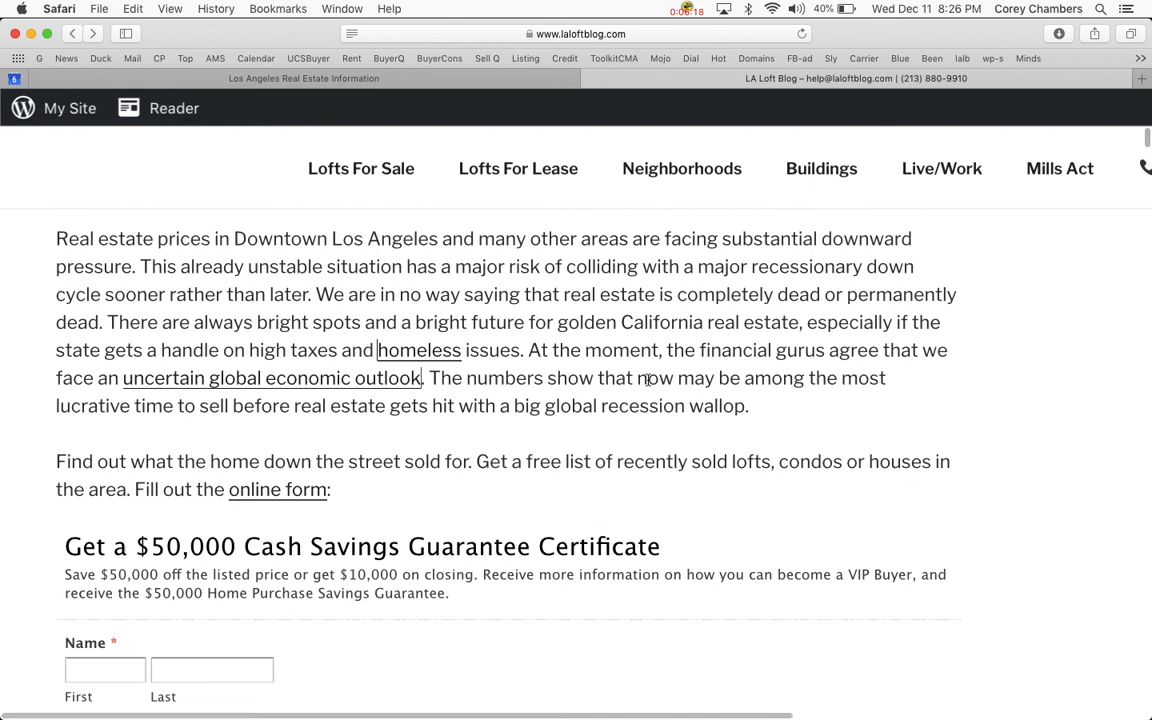 Safari File Edit View History Bookmarks Window Help 0:06:18 40% Wed Dec 11 8:26 PM Corey Chambers
www.laloftblog.com
G News Duck Mail CP Top AMS Calendar UCSBuyer Rent BuyerQ BuyerCons Sell Q Listing Credit ToolkitCMA Mojo Dial Hot Domains FB-ad Sly Carrier Blue Been lalb wp-s Minds
6 Los Angeles Real Estate Information LA Loft Blog – help@laloftblog.com | (213) 880-9910
My Site Reader
Lofts For Sale Lofts For Lease Neighborhoods Buildings Live/Work Mills Act
Real estate prices in Downtown Los Angeles and many other areas are facing substantial downward
pressure. This already unstable situation has a major risk of colliding with a major recessionary down
cycle sooner rather than later. We are in no way saying that real estate is completely dead or permanently
dead. There are always bright spots and a bright future for golden California real estate, especially if the
state gets a handle on high taxes and homeless issues. At the moment, the financial gurus agree that we
face an uncertain global economic outlook. The numbers show that now may be among the most
lucrative time to sell before real estate gets hit with a big global recession wallop.
Find out what the home down the street sold for. Get a free list of recently sold lofts, condos or houses in
the area. Fill out the online form:
Get a $50,000 Cash Savings Guarantee Certificate
Save $50,000 off the listed price or get $10,000 on closing. Receive more information on how you can become a VIP Buyer, and
receive the $50,000 Home Purchase Savings Guarantee.
Name *
First Last